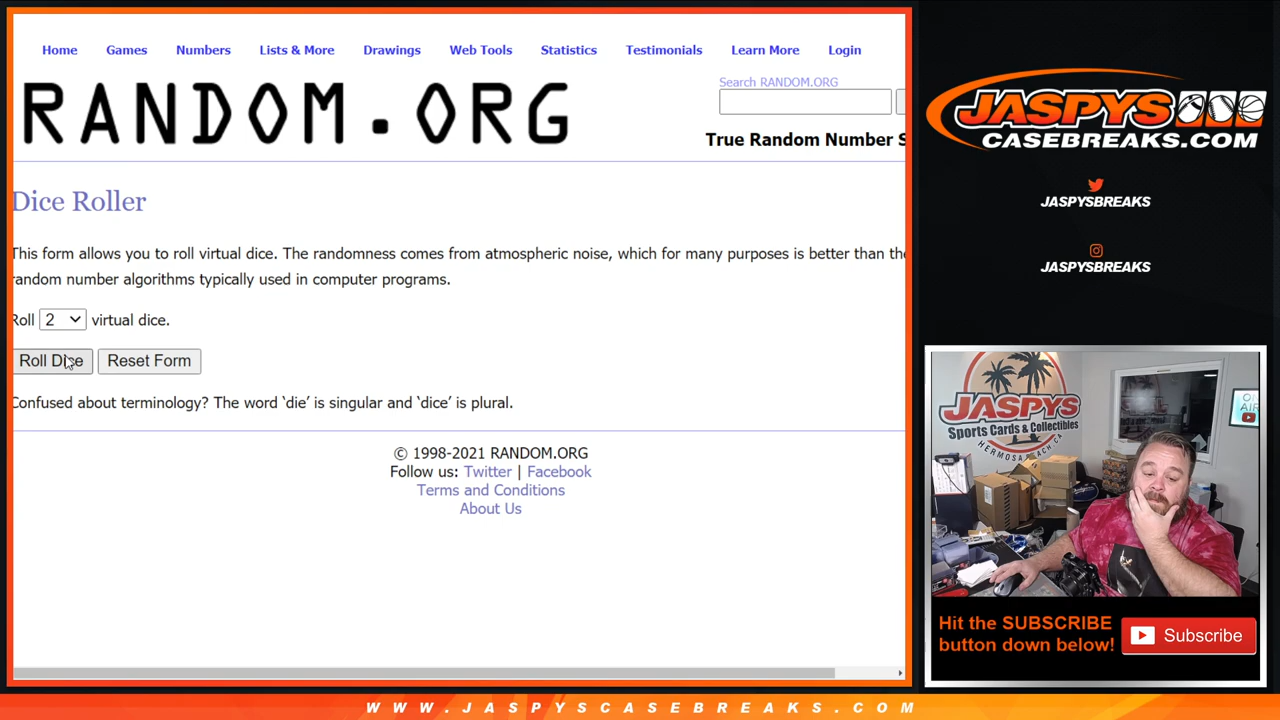 Home Games Numbers Lists & More Drawings Web Tools Statistics Testimonials Learn More Login
RANDOM.ORG
Search RANDOM.ORG
True Random Number S
Dice Roller
This form allows you to roll virtual dice. The randomness comes from atmospheric noise, which for many purposes is better than the
random number algorithms typically used in computer programs.
Roll 2 virtual dice.
Roll Dice Reset Form
Confused about terminology? The word ‘die’ is singular and ‘dice’ is plural.
© 1998-2021 RANDOM.ORG
Follow us: Twitter | Facebook
Terms and Conditions
About Us
JASPYS
CASEBREAKS.COM
JASPYSBREAKS
JASPYSBREAKS
JASPYS
Sports Cards & Collectibles
HERMOSA BEACH, CA
ON
AIR
Hit the SUBSCRIBE
button down below!
Subscribe
WWW.JASPYSCASEBREAKS.COM